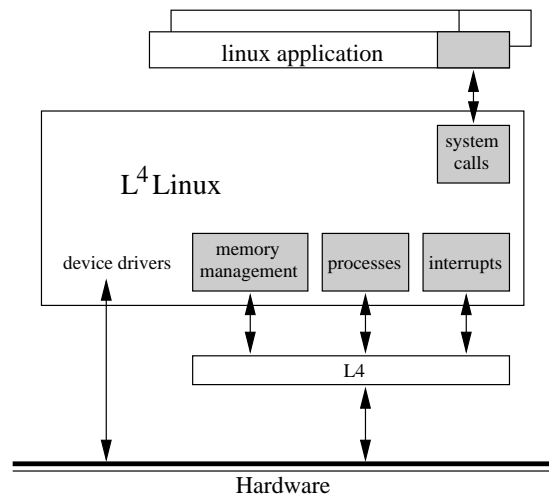 linux application
system
calls
L⁴Linux
device drivers
memory
management
processes
interrupts
L4
Hardware